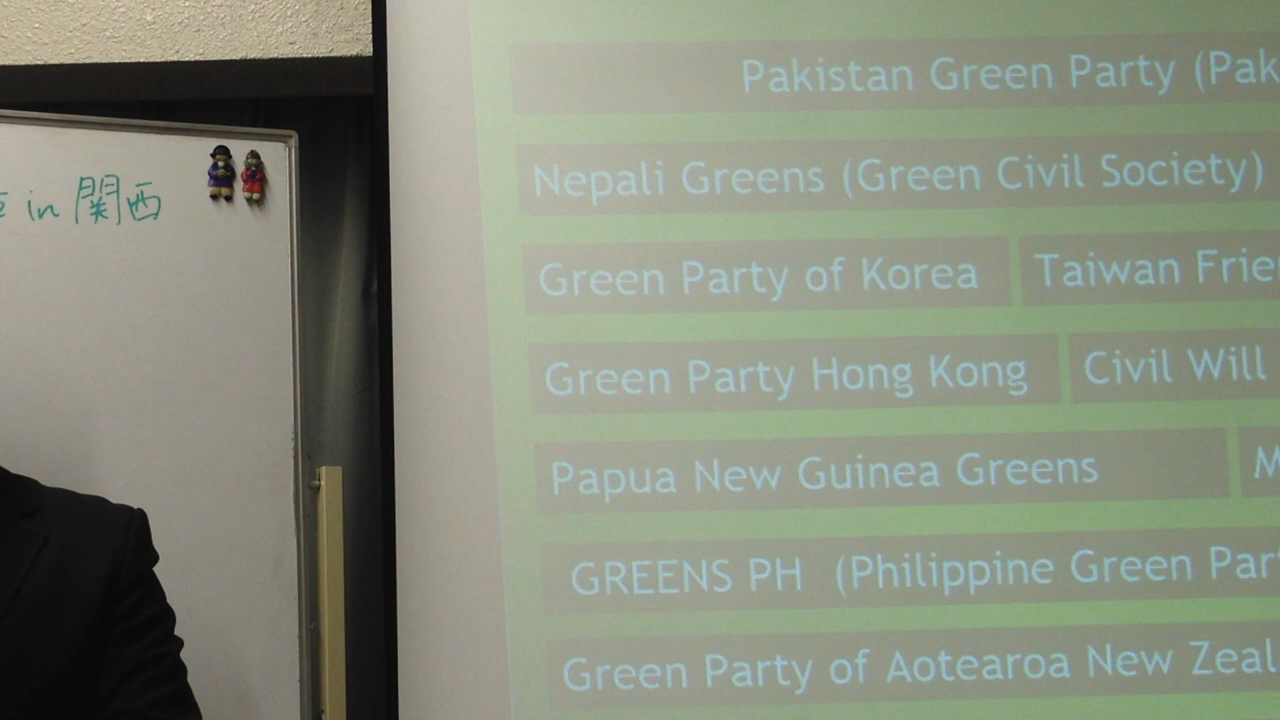 in 関西
Pakistan Green Party (Pak
Nepali Greens (Green Civil Society)
Green Party of Korea
Taiwan Frie
Green Party Hong Kong
Civil Will
Papua New Guinea Greens
M
GREENS PH (Philippine Green Par
Green Party of Aotearoa New Zeal